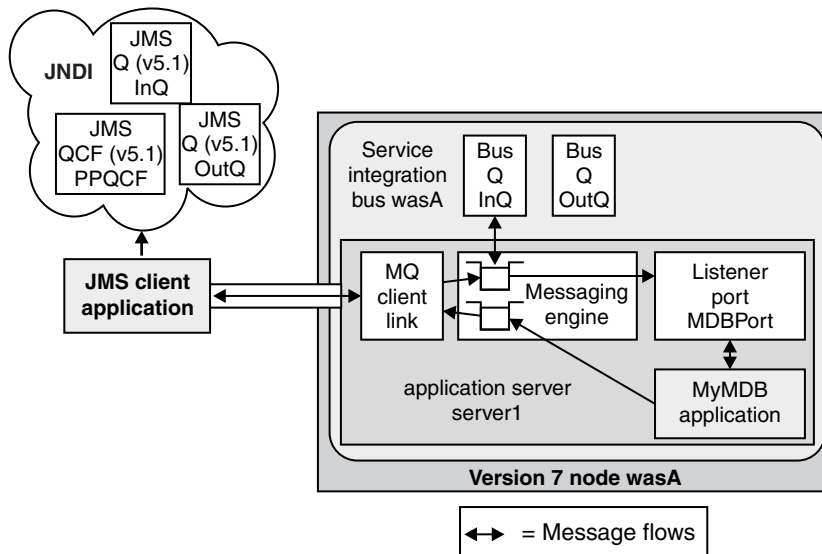 JNDI
JMS
Q (v5.1)
InQ
JMS
QCF (v5.1)
PPQCF
JMS
Q (v5.1)
OutQ
JMS client
application
Service
integration
bus wasA
Bus
Q
InQ
Bus
Q
OutQ
MQ
client
link
Messaging
engine
Listener
port
MDBPort
MyMDB
application
application server
server1
Version 7 node wasA
= Message flows